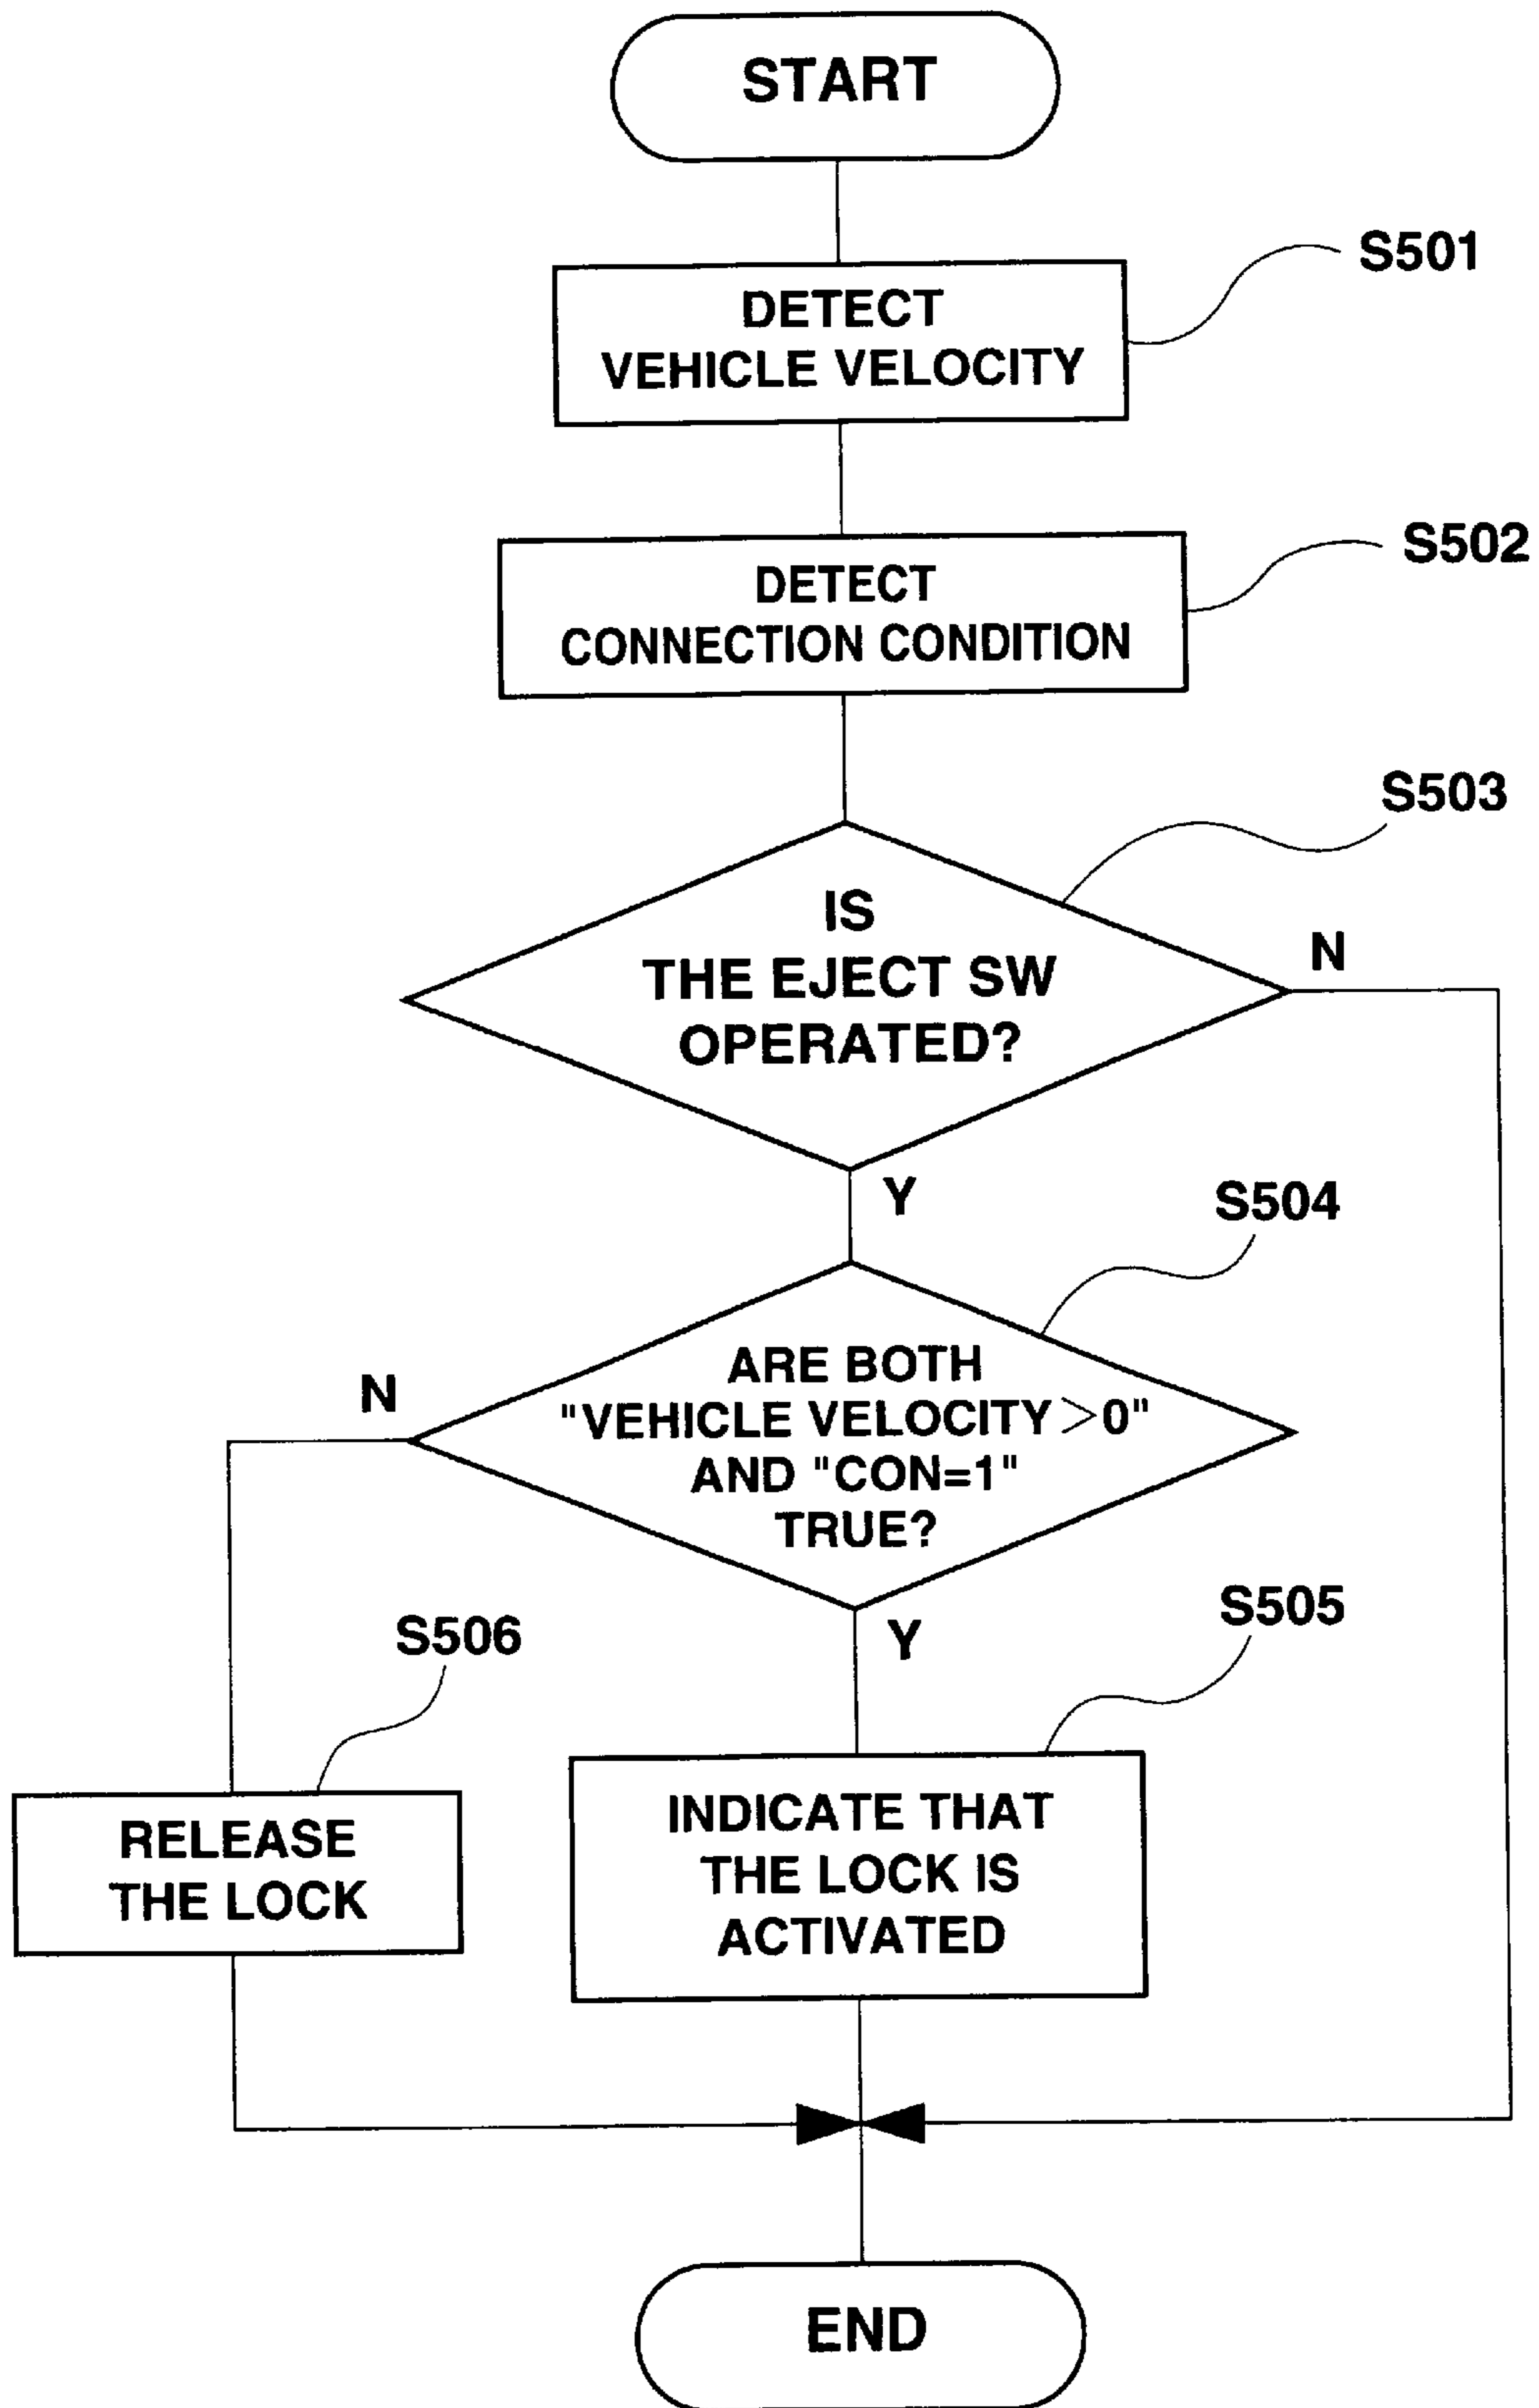 START
S501
DETECT
VEHICLE VELOCITY
S502
DETECT
CONNECTION CONDITION
S503
IS
THE EJECT SW
OPERATED?
N
Y
S504
ARE BOTH
"VEHICLE VELOCITY>0"
AND "CON=1"
TRUE?
N
Y
S506
RELEASE
THE LOCK
S505
INDICATE THAT
THE LOCK IS
ACTIVATED
END